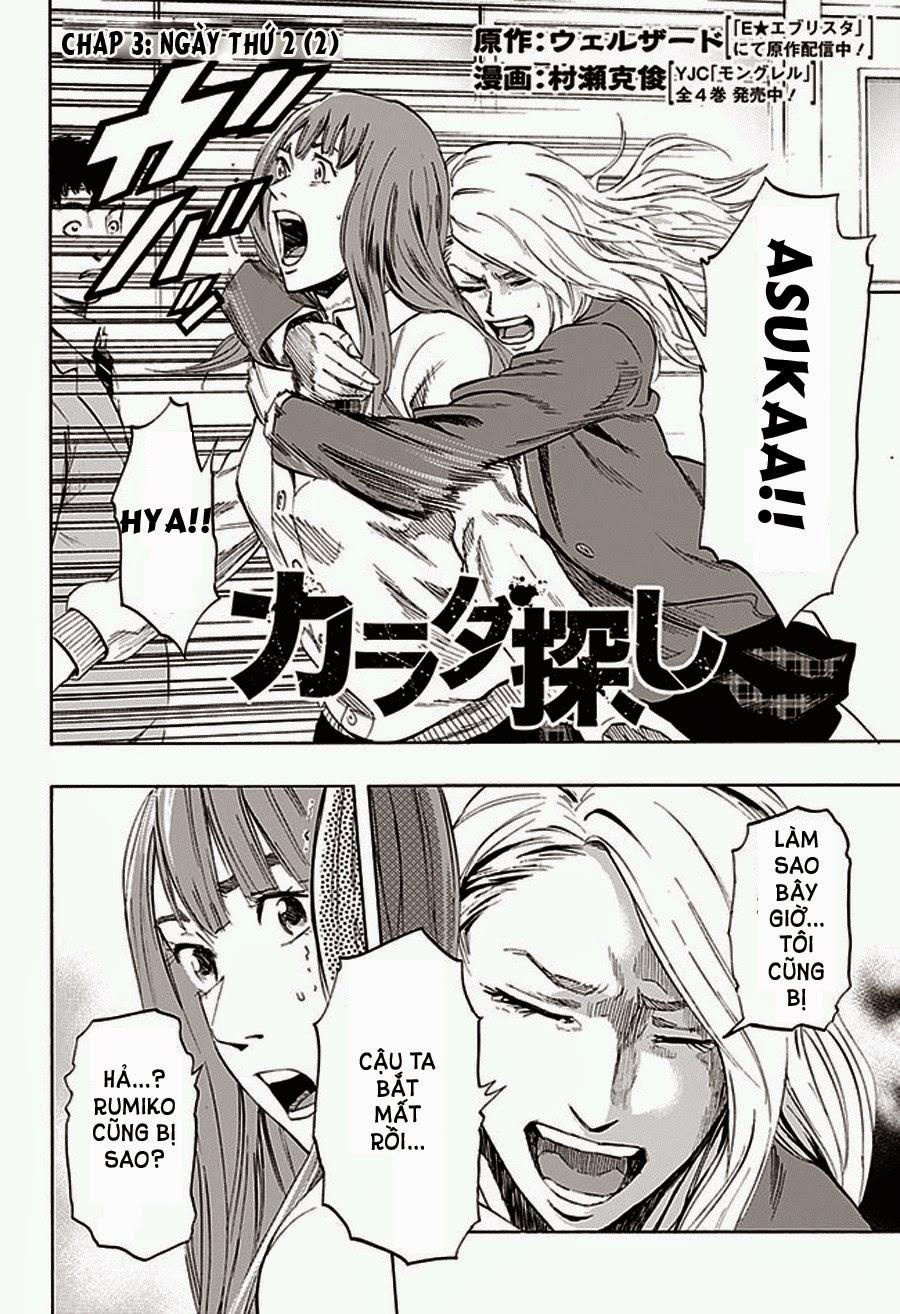 CHAP 3: NGÀY THỨ 2 (2)
原作:ウェルザード[「E★エブリスタ」
にて原作配信中!]
漫画:村瀬克俊[YJC「モングレル」
全4巻 発売中!]
ガバッ
ASUKAA!!
HYA!!
カラダ探し
LÀM
SAO
BÂY
GIỜ...
TÔI
CŨNG
BỊ
CẬU TA
BẮT
MẤT
RỒI...
HẢ...?
RUMIKO
CŨNG BỊ
SAO?